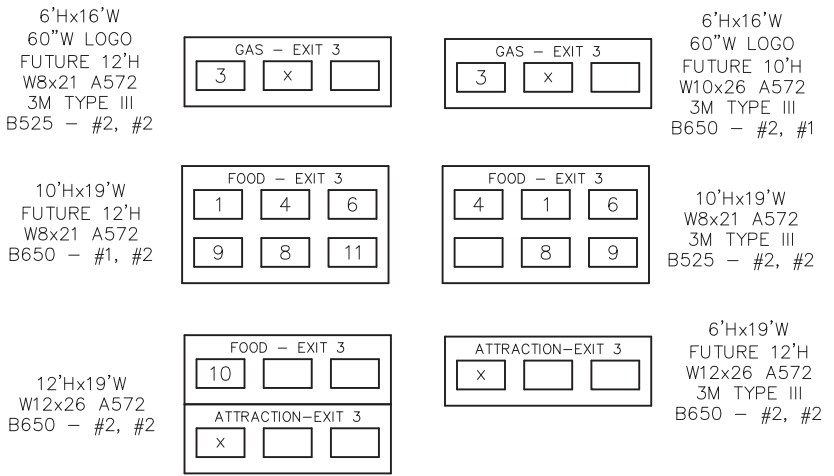 6'Hx16'W
60"W LOGO
FUTURE 12'H
W8x21 A572
3M TYPE III
B525 – #2, #2
GAS – EXIT 3
3 x
GAS – EXIT 3
3 x
6'Hx16'W
60"W LOGO
FUTURE 10'H
W10x26 A572
3M TYPE III
B650 – #2, #1
10'Hx19'W
FUTURE 12'H
W8x21 A572
B650 – #1, #2
FOOD – EXIT 3
1 4 6
9 8 11
FOOD – EXIT 3
4 1 6
8 9
10'Hx19'W
W8x21 A572
3M TYPE III
B525 – #2, #2
12'Hx19'W
W12x26 A572
B650 – #2, #2
FOOD – EXIT 3
10
ATTRACTION–EXIT 3
x
ATTRACTION–EXIT 3
x
6'Hx19'W
FUTURE 12'H
W12x26 A572
3M TYPE III
B650 – #2, #2